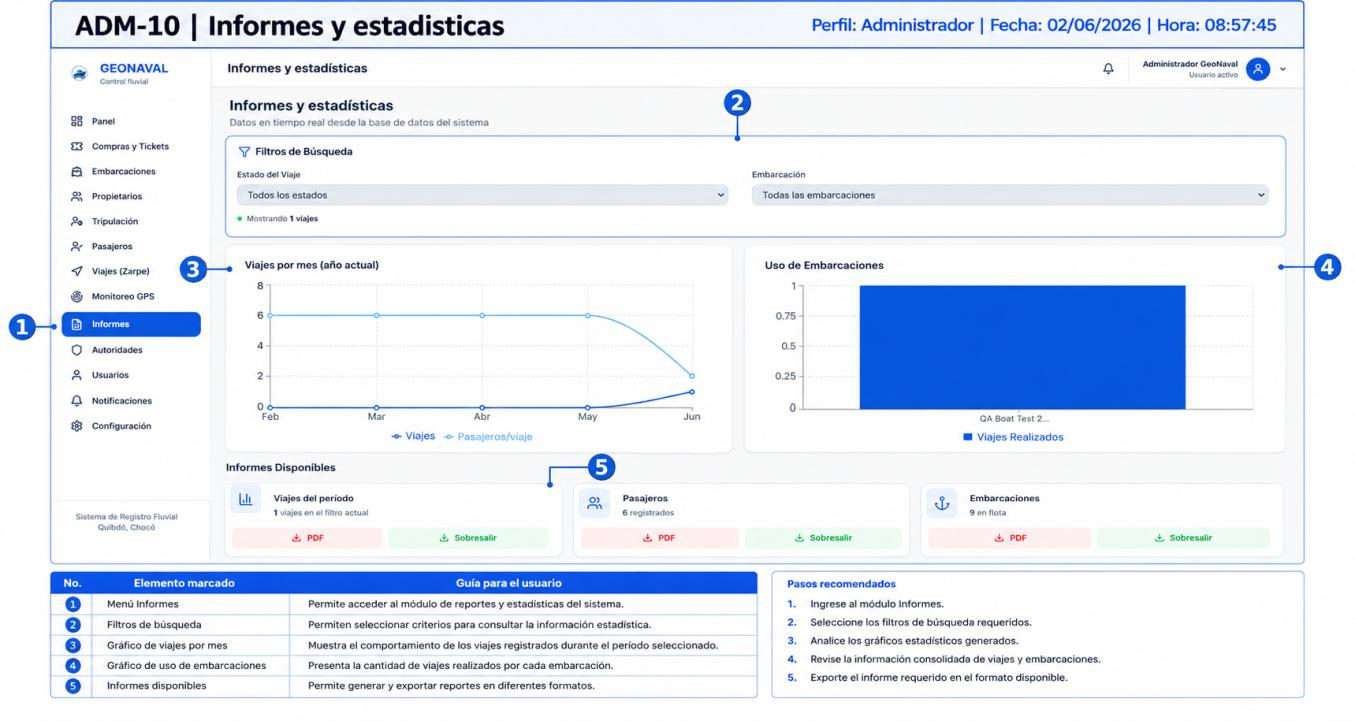 ADM-10 | Informes y estadisticas
Perfil: Administrador | Fecha: 02/06/2026 | Hora: 08:57:45
GEONAVAL
Control fluvial
Informes y estadísticas
Administrador GeoNaval
Usuario activo
Panel
Compras y Tickets
Embarcaciones
Propietarios
Tripulación
Pasajeros
Viajes (Zarpe)
Monitoreo GPS
1
Informes
Autoridades
Usuarios
Notificaciones
Configuración
Sistema de Registro Fluvial
Quibdó, Chocó
Informes y estadísticas
Datos en tiempo real desde la base de datos del sistema
2
Filtros de Búsqueda
Estado del Viaje
Todos los estados
Embarcación
Todas las embarcaciones
Mostrando 1 viajes
3
Viajes por mes (año actual)
8
6
4
2
0
Feb Mar Abr May Jun
Viajes Pasajeros/viaje
4
Uso de Embarcaciones
1
0.75
0.5
0.25
0
QA Boat Test 2...
Viajes Realizados
Informes Disponibles
5
Viajes del período
1 viajes en el filtro actual
PDF Sobresalir
Pasajeros
6 registrados
PDF Sobresalir
Embarcaciones
9 en flota
PDF Sobresalir
No. Elemento marcado Guía para el usuario
1 Menú Informes Permite acceder al módulo de reportes y estadísticas del sistema.
2 Filtros de búsqueda Permiten seleccionar criterios para consultar la información estadística.
3 Gráfico de viajes por mes Muestra el comportamiento de los viajes registrados durante el período seleccionado.
4 Gráfico de uso de embarcaciones Presenta la cantidad de viajes realizados por cada embarcación.
5 Informes disponibles Permite generar y exportar reportes en diferentes formatos.
Pasos recomendados
1. Ingrese al módulo Informes.
2. Seleccione los filtros de búsqueda requeridos.
3. Analice los gráficos estadísticos generados.
4. Revise la información consolidada de viajes y embarcaciones.
5. Exporte el informe requerido en el formato disponible.